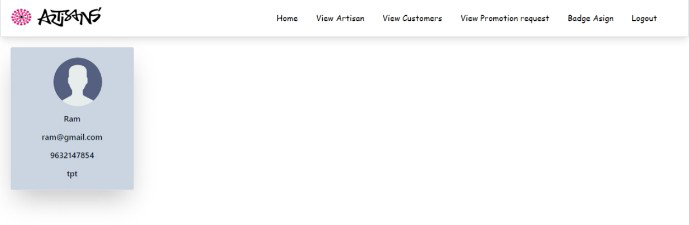 ARTISANS
Home View Artisan View Customers View Promotion request Badge Asign Logout
Ram
ram@gmail.com
9632147854
tpt